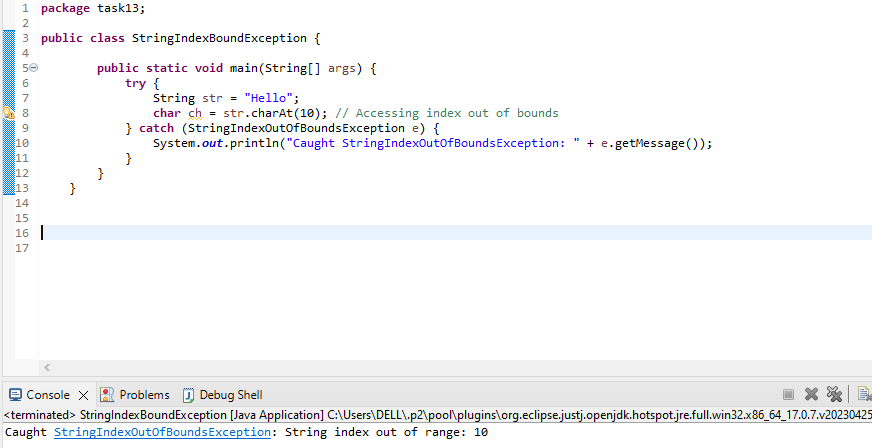 1 package task13;
2
3 public class StringIndexBoundException {
4
5 public static void main(String[] args) {
6 try {
7 String str = "Hello";
8 char ch = str.charAt(10); // Accessing index out of bounds
9 } catch (StringIndexOutOfBoundsException e) {
10 System.out.println("Caught StringIndexOutOfBoundsException: " + e.getMessage());
11 }
12 }
13 }
14
15
16
17
Console Problems Debug Shell
<terminated> StringIndexBoundException [Java Application] C:\Users\DELL\.p2\pool\plugins\org.eclipse.justj.openjdk.hotspot.jre.full.win32.x86_64_17.0.7.v20230425
Caught StringIndexOutOfBoundsException: String index out of range: 10